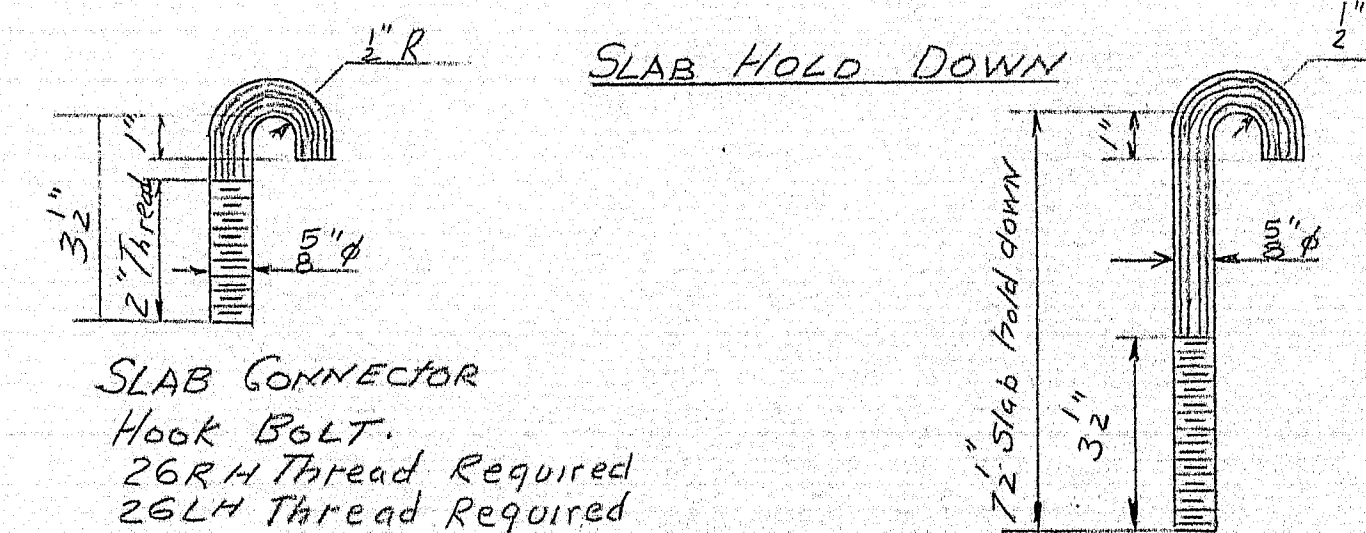 1/2" R
SLAB HOLD DOWN
1/2"
1"
3 1/2"
2" Thread
5/8" ϕ
SLAB CONNECTOR
HOOK BOLT.
26RH Thread Required
26LH Thread Required
1"
7 1/2" Slab hold down
3 1/2"
5/8" ϕ